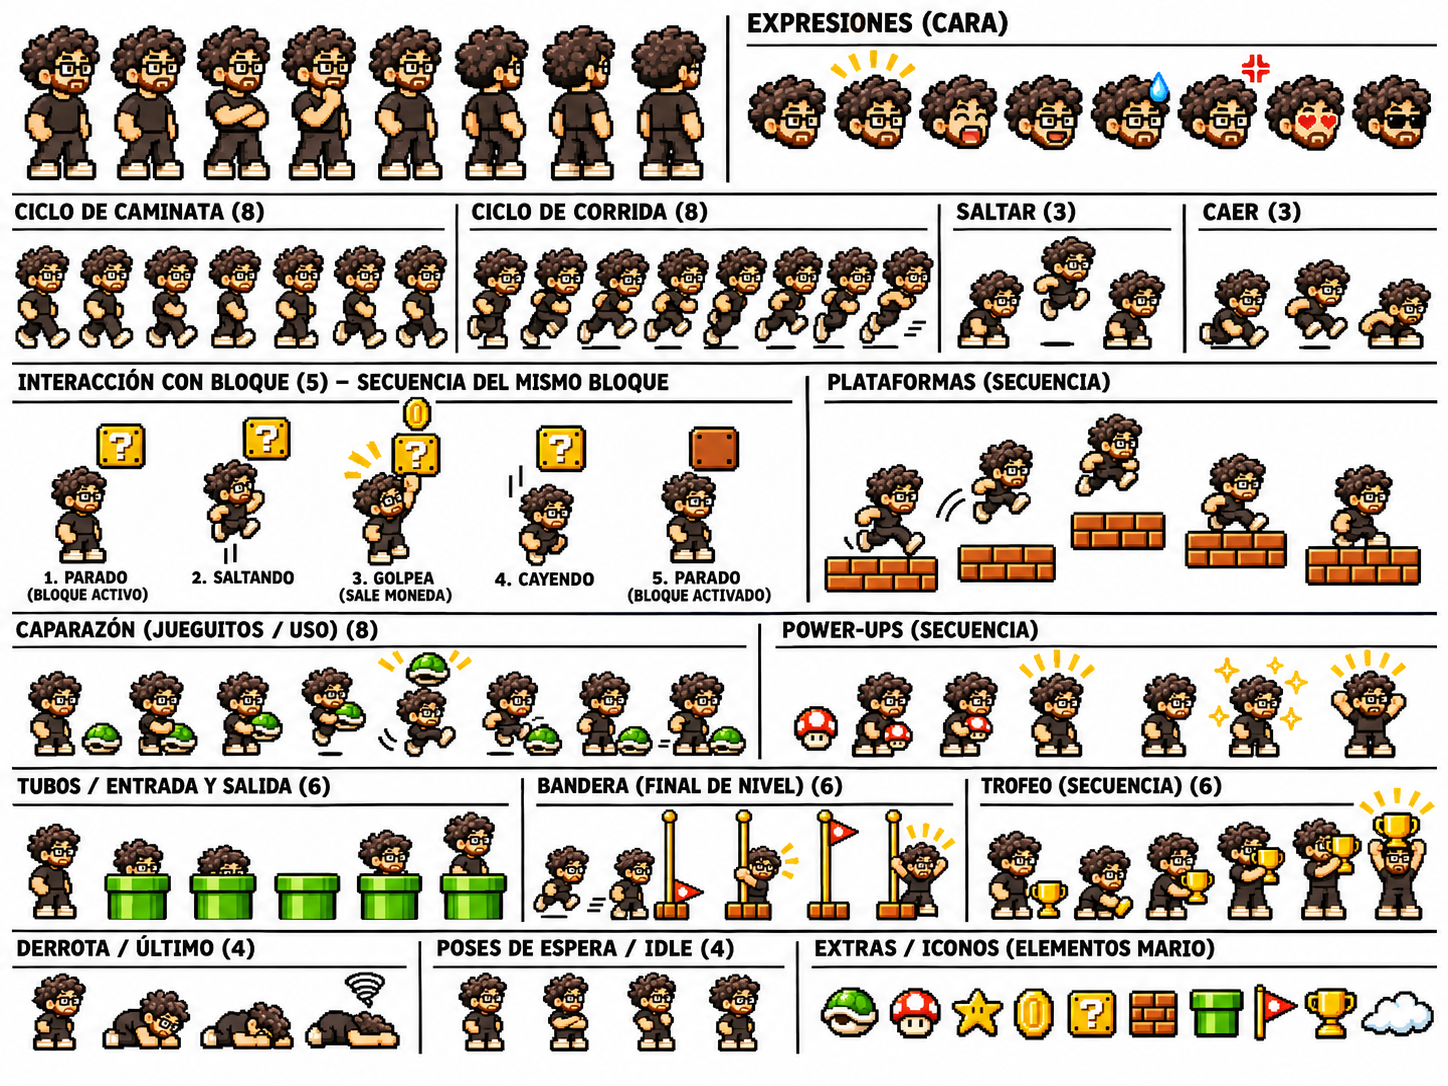 EXPRESIONES (CARA)
CICLO DE CAMINATA (8)
CICLO DE CORRIDA (8)
SALTAR (3)
CAER (3)
INTERACCIÓN CON BLOQUE (5) – SECUENCIA DEL MISMO BLOQUE
?
?
?
?
1. PARADO
(BLOQUE ACTIVO)
2. SALTANDO
3. GOLPEA
(SALE MONEDA)
4. CAYENDO
5. PARADO
(BLOQUE ACTIVADO)
PLATAFORMAS (SECUENCIA)
CAPARAZÓN (JUEGUITOS / USO) (8)
POWER-UPS (SECUENCIA)
TUBOS / ENTRADA Y SALIDA (6)
BANDERA (FINAL DE NIVEL) (6)
TROFEO (SECUENCIA) (6)
DERROTA / ÚLTIMO (4)
POSES DE ESPERA / IDLE (4)
EXTRAS / ICONOS (ELEMENTOS MARIO)
?